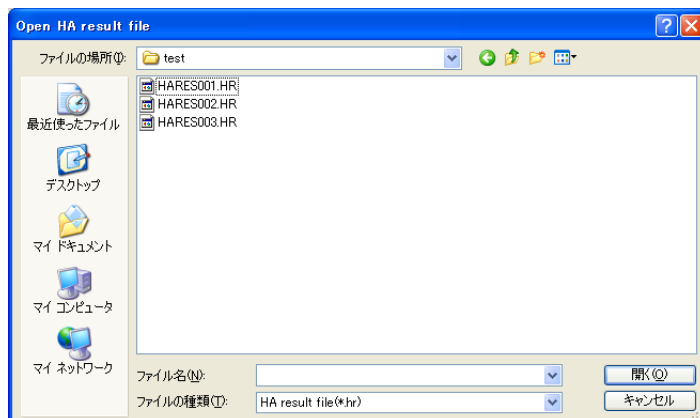 Open HA result file
ファイルの場所(I):
test
HARES001.HR
HARES002.HR
HARES003.HR
最近使ったファイル
デスクトップ
マイ ドキュメント
マイ コンピュータ
マイ ネットワーク
ファイル名(N):
開く(O)
ファイルの種類(T):
HA result file(*.hr)
キャンセル